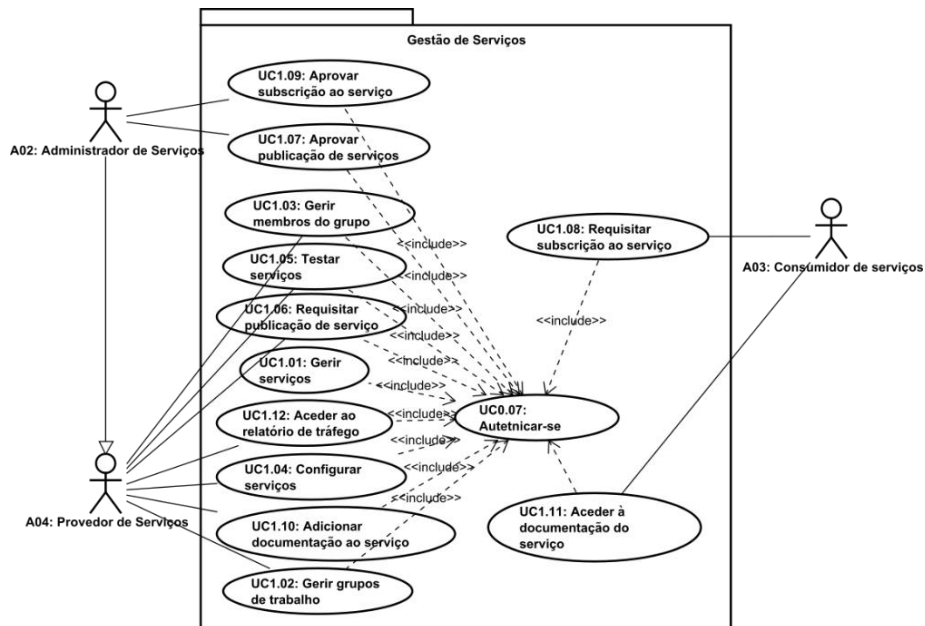 Gestão de Serviços
UC1.09: Aprovar
subscrição ao serviço
A02: Administrador de Serviços
UC1.07: Aprovar
publicação de serviços
UC1.03: Gerir
membros do grupo
UC1.08: Requisitar
subscrição ao serviço
A03: Consumidor de serviços
<<include>>
UC1.05: Testar
serviços
<<include>>
UC1.06: Requisitar
publicação de serviço
<<include>>
<<include>>
<<include>>
UC1.01: Gerir
serviços
<<include>>
UC1.12: Aceder ao
relatório de tráfego
<<include>>
UC0.07:
Autetnicar-se
<<include>>
UC1.04: Configurar
serviços
<<include>>
<<include>>
A04: Provedor de Serviços
UC1.10: Adicionar
documentação ao serviço
UC1.11: Aceder à
documentação do
serviço
UC1.02: Gerir grupos
de trabalho